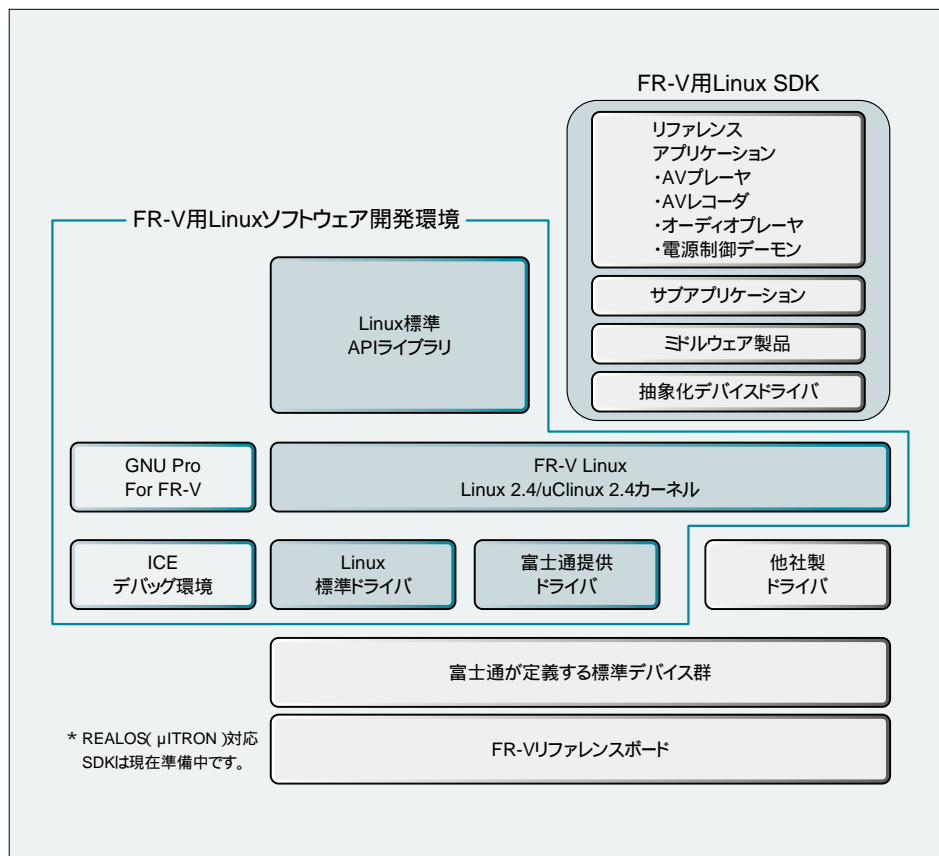 FR-V用Linux SDK
リファレンス
アプリケーション
・AVプレーヤ
・AVレコーダ
・オーディオプレーヤ
・電源制御デーモン
サブアプリケーション
ミドルウェア製品
抽象化デバイスドライバ
FR-V用Linuxソフトウェア開発環境
Linux標準
APIライブラリ
GNU Pro
For FR-V
FR-V Linux
Linux 2.4/uClinux 2.4カーネル
ICE
デバッグ環境
Linux
標準ドライバ
富士通提供
ドライバ
他社製
ドライバ
富士通が定義する標準デバイス群
FR-Vリファレンスボード
* REALOS( μITRON )対応
SDKは現在準備中です。